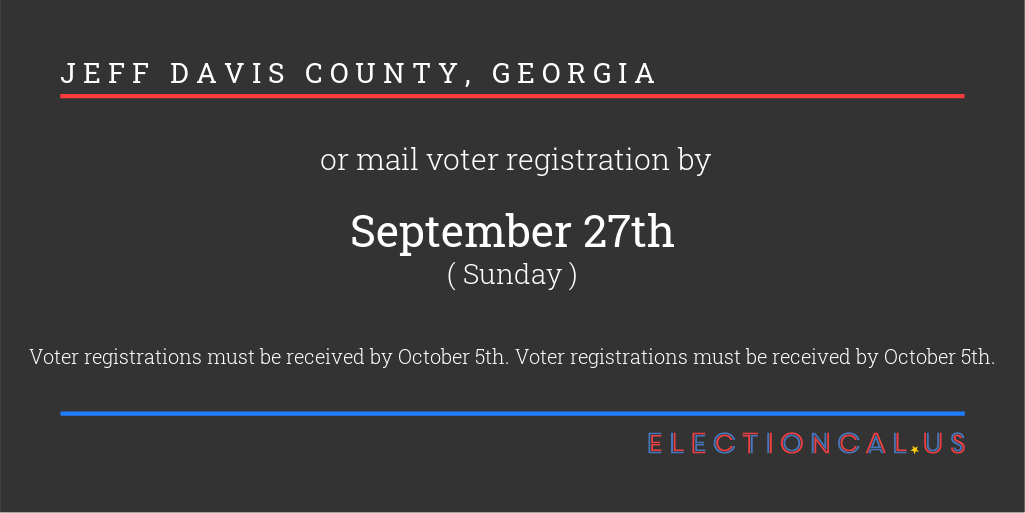 JEFF DAVIS COUNTY, GEORGIA
or mail voter registration by
September 27th
( Sunday )
Voter registrations must be received by October 5th. Voter registrations must be received by October 5th.
ELECTIONCAL.US